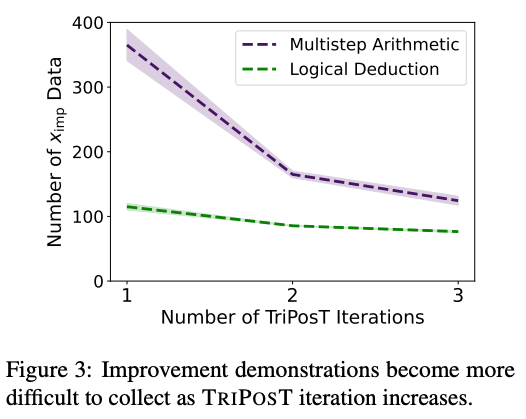 400
300
200
100
0
Number of x_imp Data
Multistep Arithmetic
Logical Deduction
1 2 3
Number of TriPosT Iterations
Figure 3: Improvement demonstrations become more
difficult to collect as TRIPOST iteration increases.